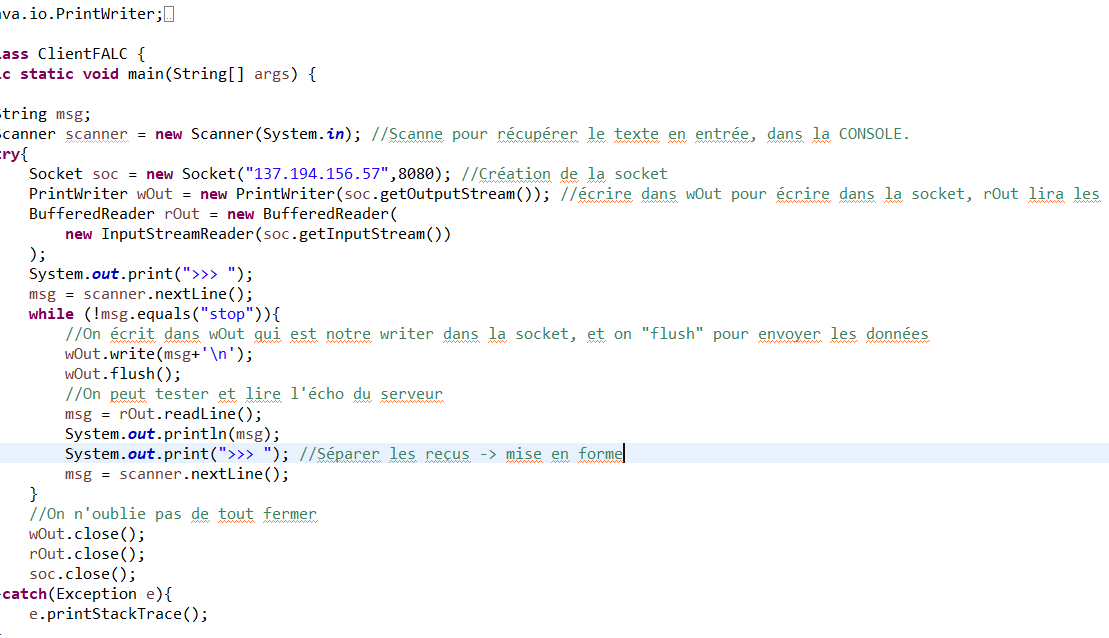 va.io.PrintWriter;
ass ClientFALC {
c static void main(String[] args) {
String msg;
Scanner scanner = new Scanner(System.in); //Scanne pour récupérer le texte en entrée, dans la CONSOLE.
try{
Socket soc = new Socket("137.194.156.57",8080); //Création de la socket
PrintWriter wOut = new PrintWriter(soc.getOutputStream()); //écrire dans wOut pour écrire dans la socket, rOut lira les
BufferedReader rOut = new BufferedReader(
new InputStreamReader(soc.getInputStream())
);
System.out.print(">>> ");
msg = scanner.nextLine();
while (!msg.equals("stop")){
//On écrit dans wOut qui est notre writer dans la socket, et on "flush" pour envoyer les données
wOut.write(msg+'\n');
wOut.flush();
//On peut tester et lire l'écho du serveur
msg = rOut.readLine();
System.out.println(msg);
System.out.print(">>> "); //Séparer les recus -> mise en forme
msg = scanner.nextLine();
}
//On n'oublie pas de tout fermer
wOut.close();
rOut.close();
soc.close();
catch(Exception e){
e.printStackTrace();